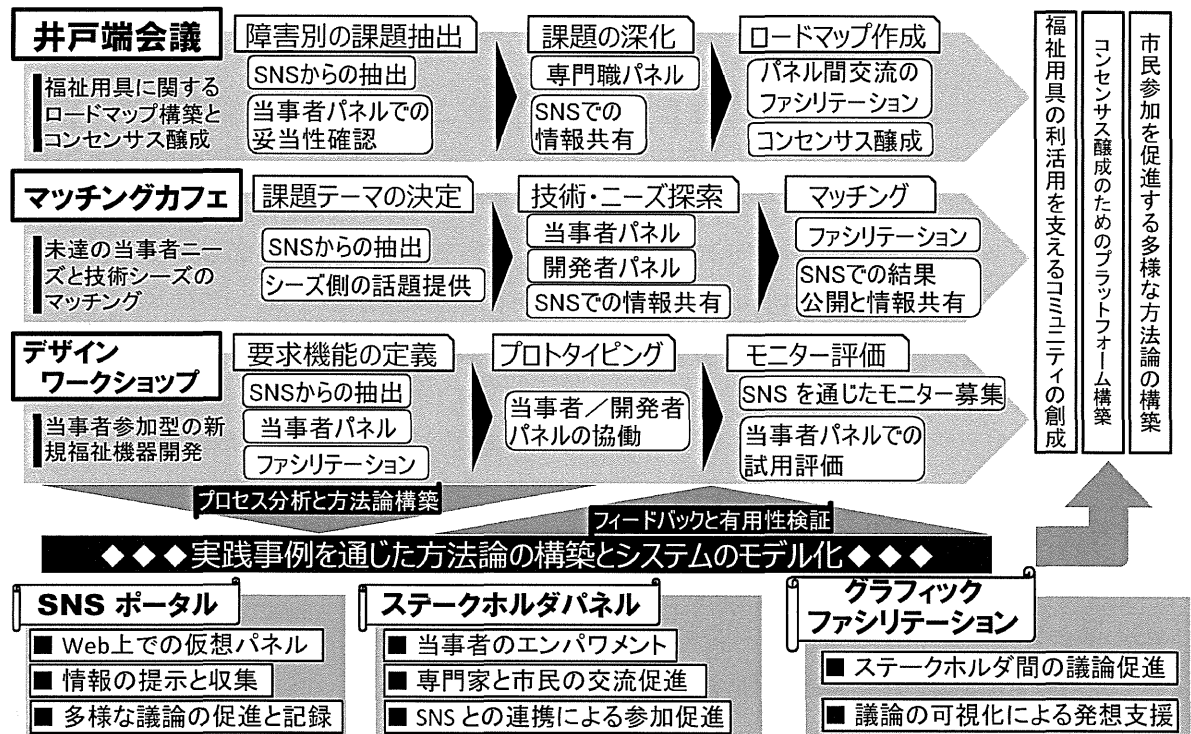 井戸端会議
福祉用具に関する
ロードマップ構築と
コンセンサス醸成
障害別の課題抽出
SNSからの抽出
当事者パネルでの
妥当性確認
課題の深化
専門職パネル
SNSでの
情報共有
ロードマップ作成
パネル間交流の
ファシリテーション
コンセンサス醸成
マッチングカフェ
未達の当事者ニー
ズと技術シーズの
マッチング
課題テーマの決定
SNSからの抽出
シーズ側の話題提供
技術・ニーズ探索
当事者パネル
開発者パネル
SNSでの情報共有
マッチング
ファシリテーション
SNSでの結果
公開と情報共有
デザイン
ワークショップ
当事者参加型の新
規福祉機器開発
要求機能の定義
SNSからの抽出
当事者パネル
ファシリテーション
プロトタイピング
当事者／開発者
パネルの協働
モニター評価
SNS を通じたモニター募集
当事者パネルでの
試用評価
福祉用具の利活用を支えるコミュニティの創成
コンセンサス醸成のためのプラットフォーム構築
市民参加を促進する多様な方法論の構築
プロセス分析と方法論構築
フィードバックと有用性検証
◆◆◆実践事例を通じた方法論の構築とシステムのモデル化◆◆◆
SNS ポータル
■ Web上での仮想パネル
■ 情報の提示と収集
■ 多様な議論の促進と記録
ステークホルダパネル
■ 当事者のエンパワメント
■ 専門家と市民の交流促進
■ SNS との連携による参加促進
グラフィック
ファシリテーション
■ ステークホルダ間の議論促進
■ 議論の可視化による発想支援